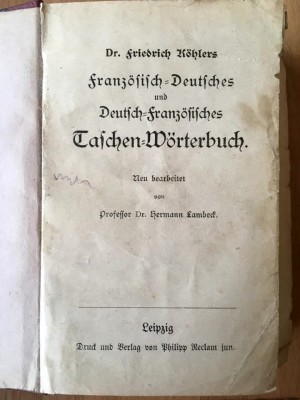 Dr. Friedrich Köhlers
Französisch-Deutsches
und
Deutsch-Französisches
Taschen-Wörterbuch.
Neu bearbeitet
von
Professor Dr. Hermann Lambeck.
Leipzig
Druck und Verlag von Philipp Reclam jun.